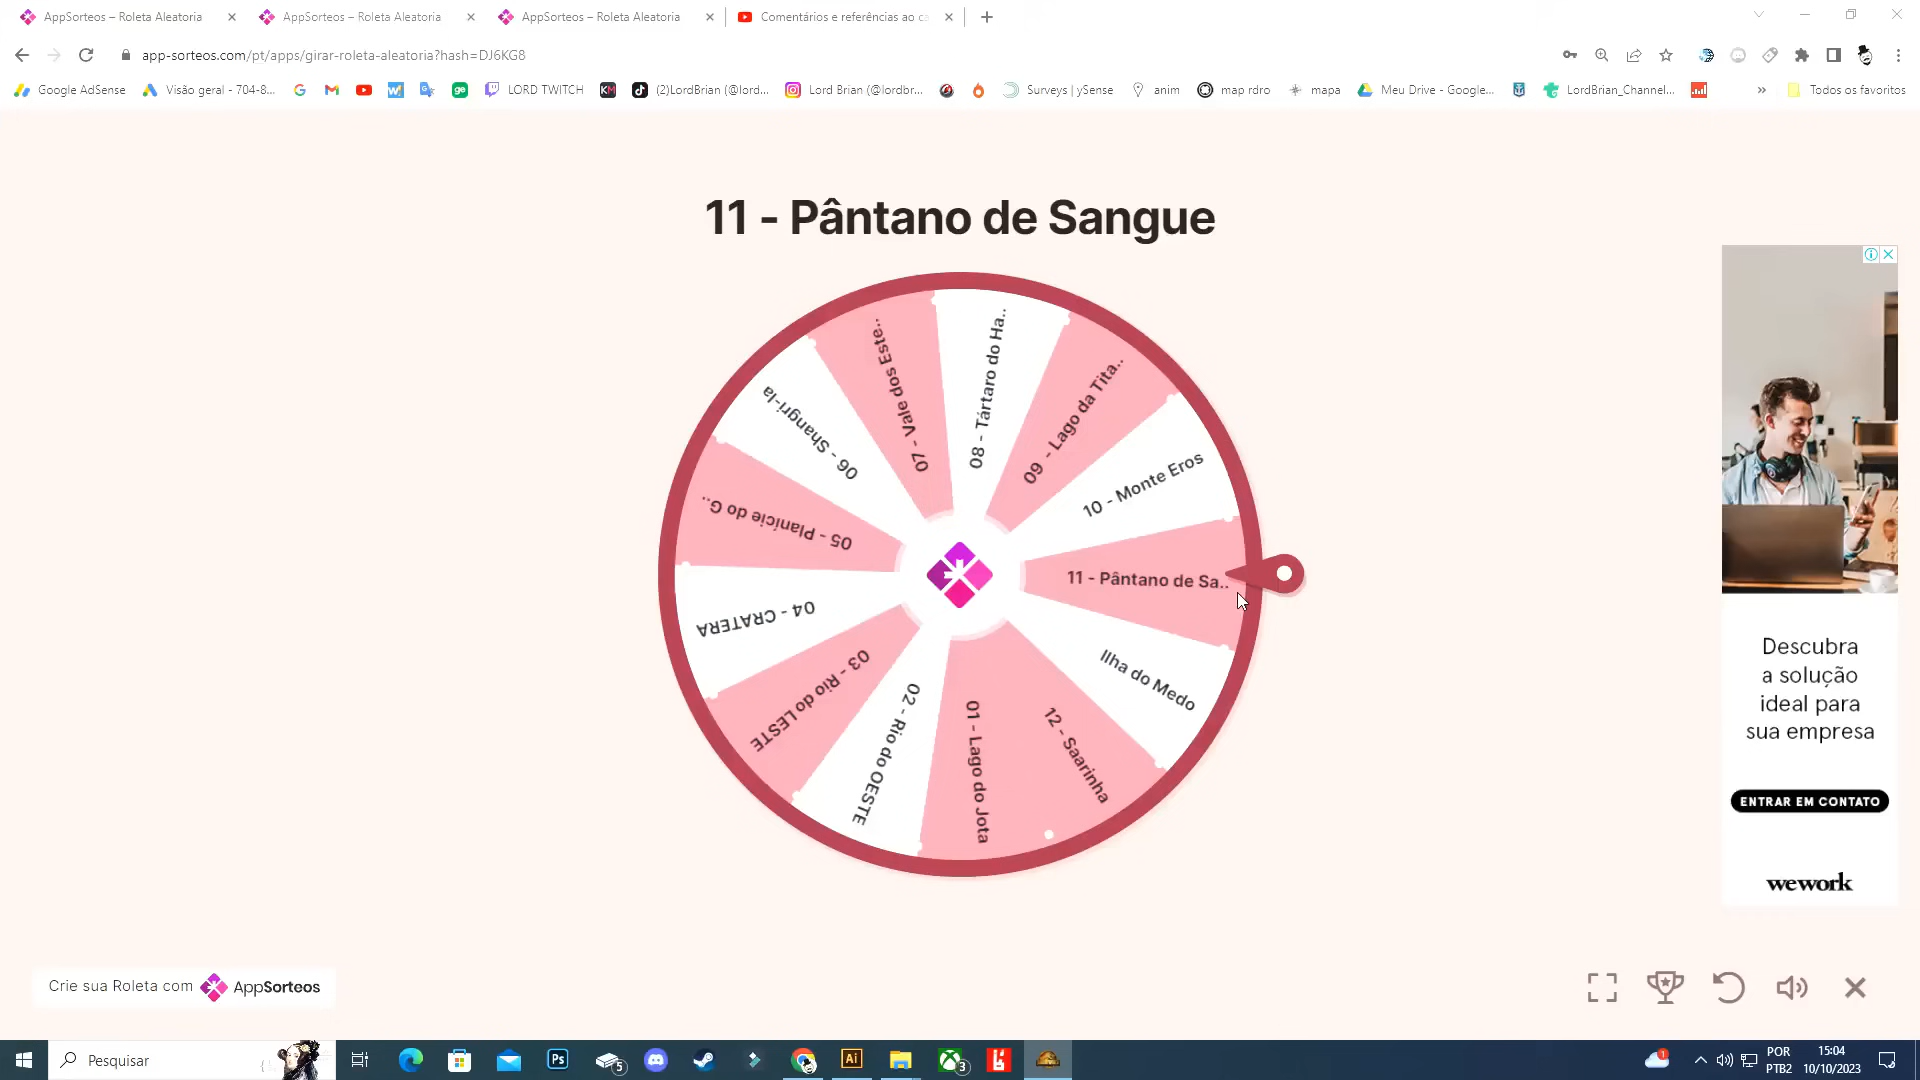 AppSorteos – Roleta Aleatoria
AppSorteos – Roleta Aleatoria
AppSorteos – Roleta Aleatoria
Comentários e referências ao ca
app-sorteos.com/pt/apps/girar-roleta-aleatoria?hash=DJ6KG8
Google AdSense
Visão geral - 704-8...
LORD TWITCH
(2)LordBrian (@lord...
Lord Brian (@lordbr...
Surveys | ySense
anim
map rdro
mapa
Meu Drive - Google...
LordBrian_Channel...
»
Todos os favoritos
11 - Pântano de Sangue
07 - Vale dos Este..
08 - Tártaro do Ha..
09 - Lago da Tita..
06 - Shangri-la
10 - Monte Eros
05 - Planície do G..
11 - Pântano de Sa..
04 - CRATERA
Ilha do Medo
03 - Rio do LESTE
02 - Rio do OESTE
01 - Lago do Jota
12 - Saarinha
Descubra
a solução
ideal para
sua empresa
ENTRAR EM CONTATO
wework
Crie sua Roleta com AppSorteos
Pesquisar
Ps
5
Ai
3
1
POR
PTB2
15:04
10/10/2023